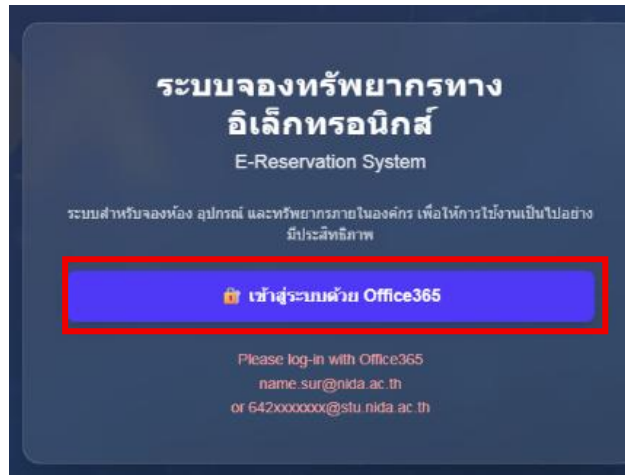 ระบบจองทรัพยากรทาง
อิเล็กทรอนิกส์
E-Reservation System
ระบบสำหรับจองห้อง อุปกรณ์ และทรัพยากรภายในองค์กร เพื่อให้การใช้งานเป็นไปอย่าง
มีประสิทธิภาพ
🔐 เข้าสู่ระบบด้วย Office365
Please log-in with Office365
name.sur@nida.ac.th
or 642xxxxxxx@stu.nida.ac.th